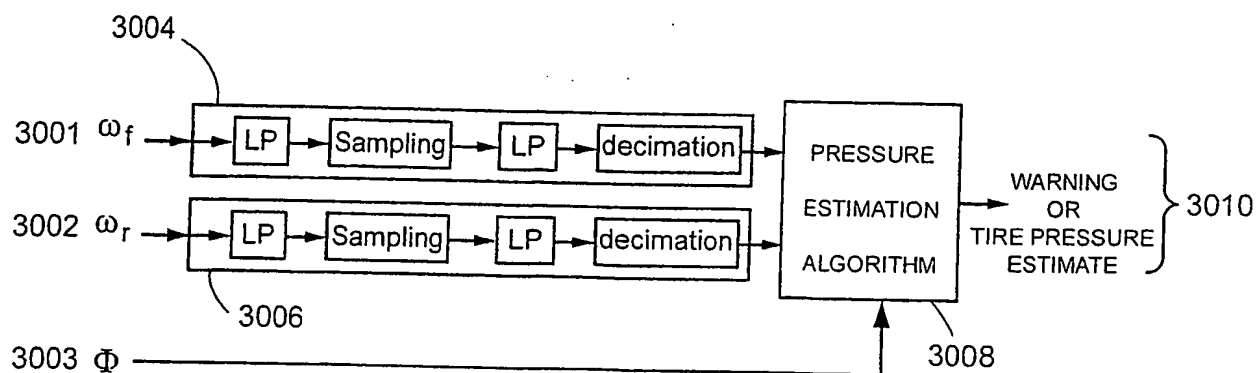 3004
3001 ωf LP Sampling LP decimation
3002 ωr LP Sampling LP decimation
3006
3003 Φ
PRESSURE
ESTIMATION
ALGORITHM
3008
WARNING
OR
TIRE PRESSURE
ESTIMATE
3010